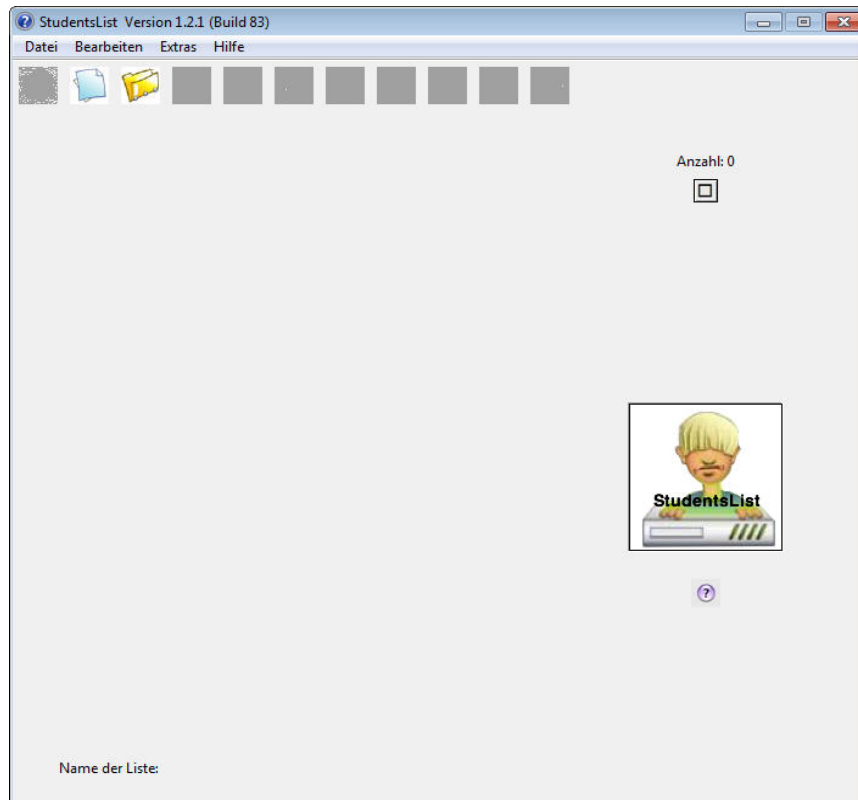 StudentsList Version 1.2.1 (Build 83)
Datei Bearbeiten Extras Hilfe
Anzahl: 0
StudentsList
?
Name der Liste: